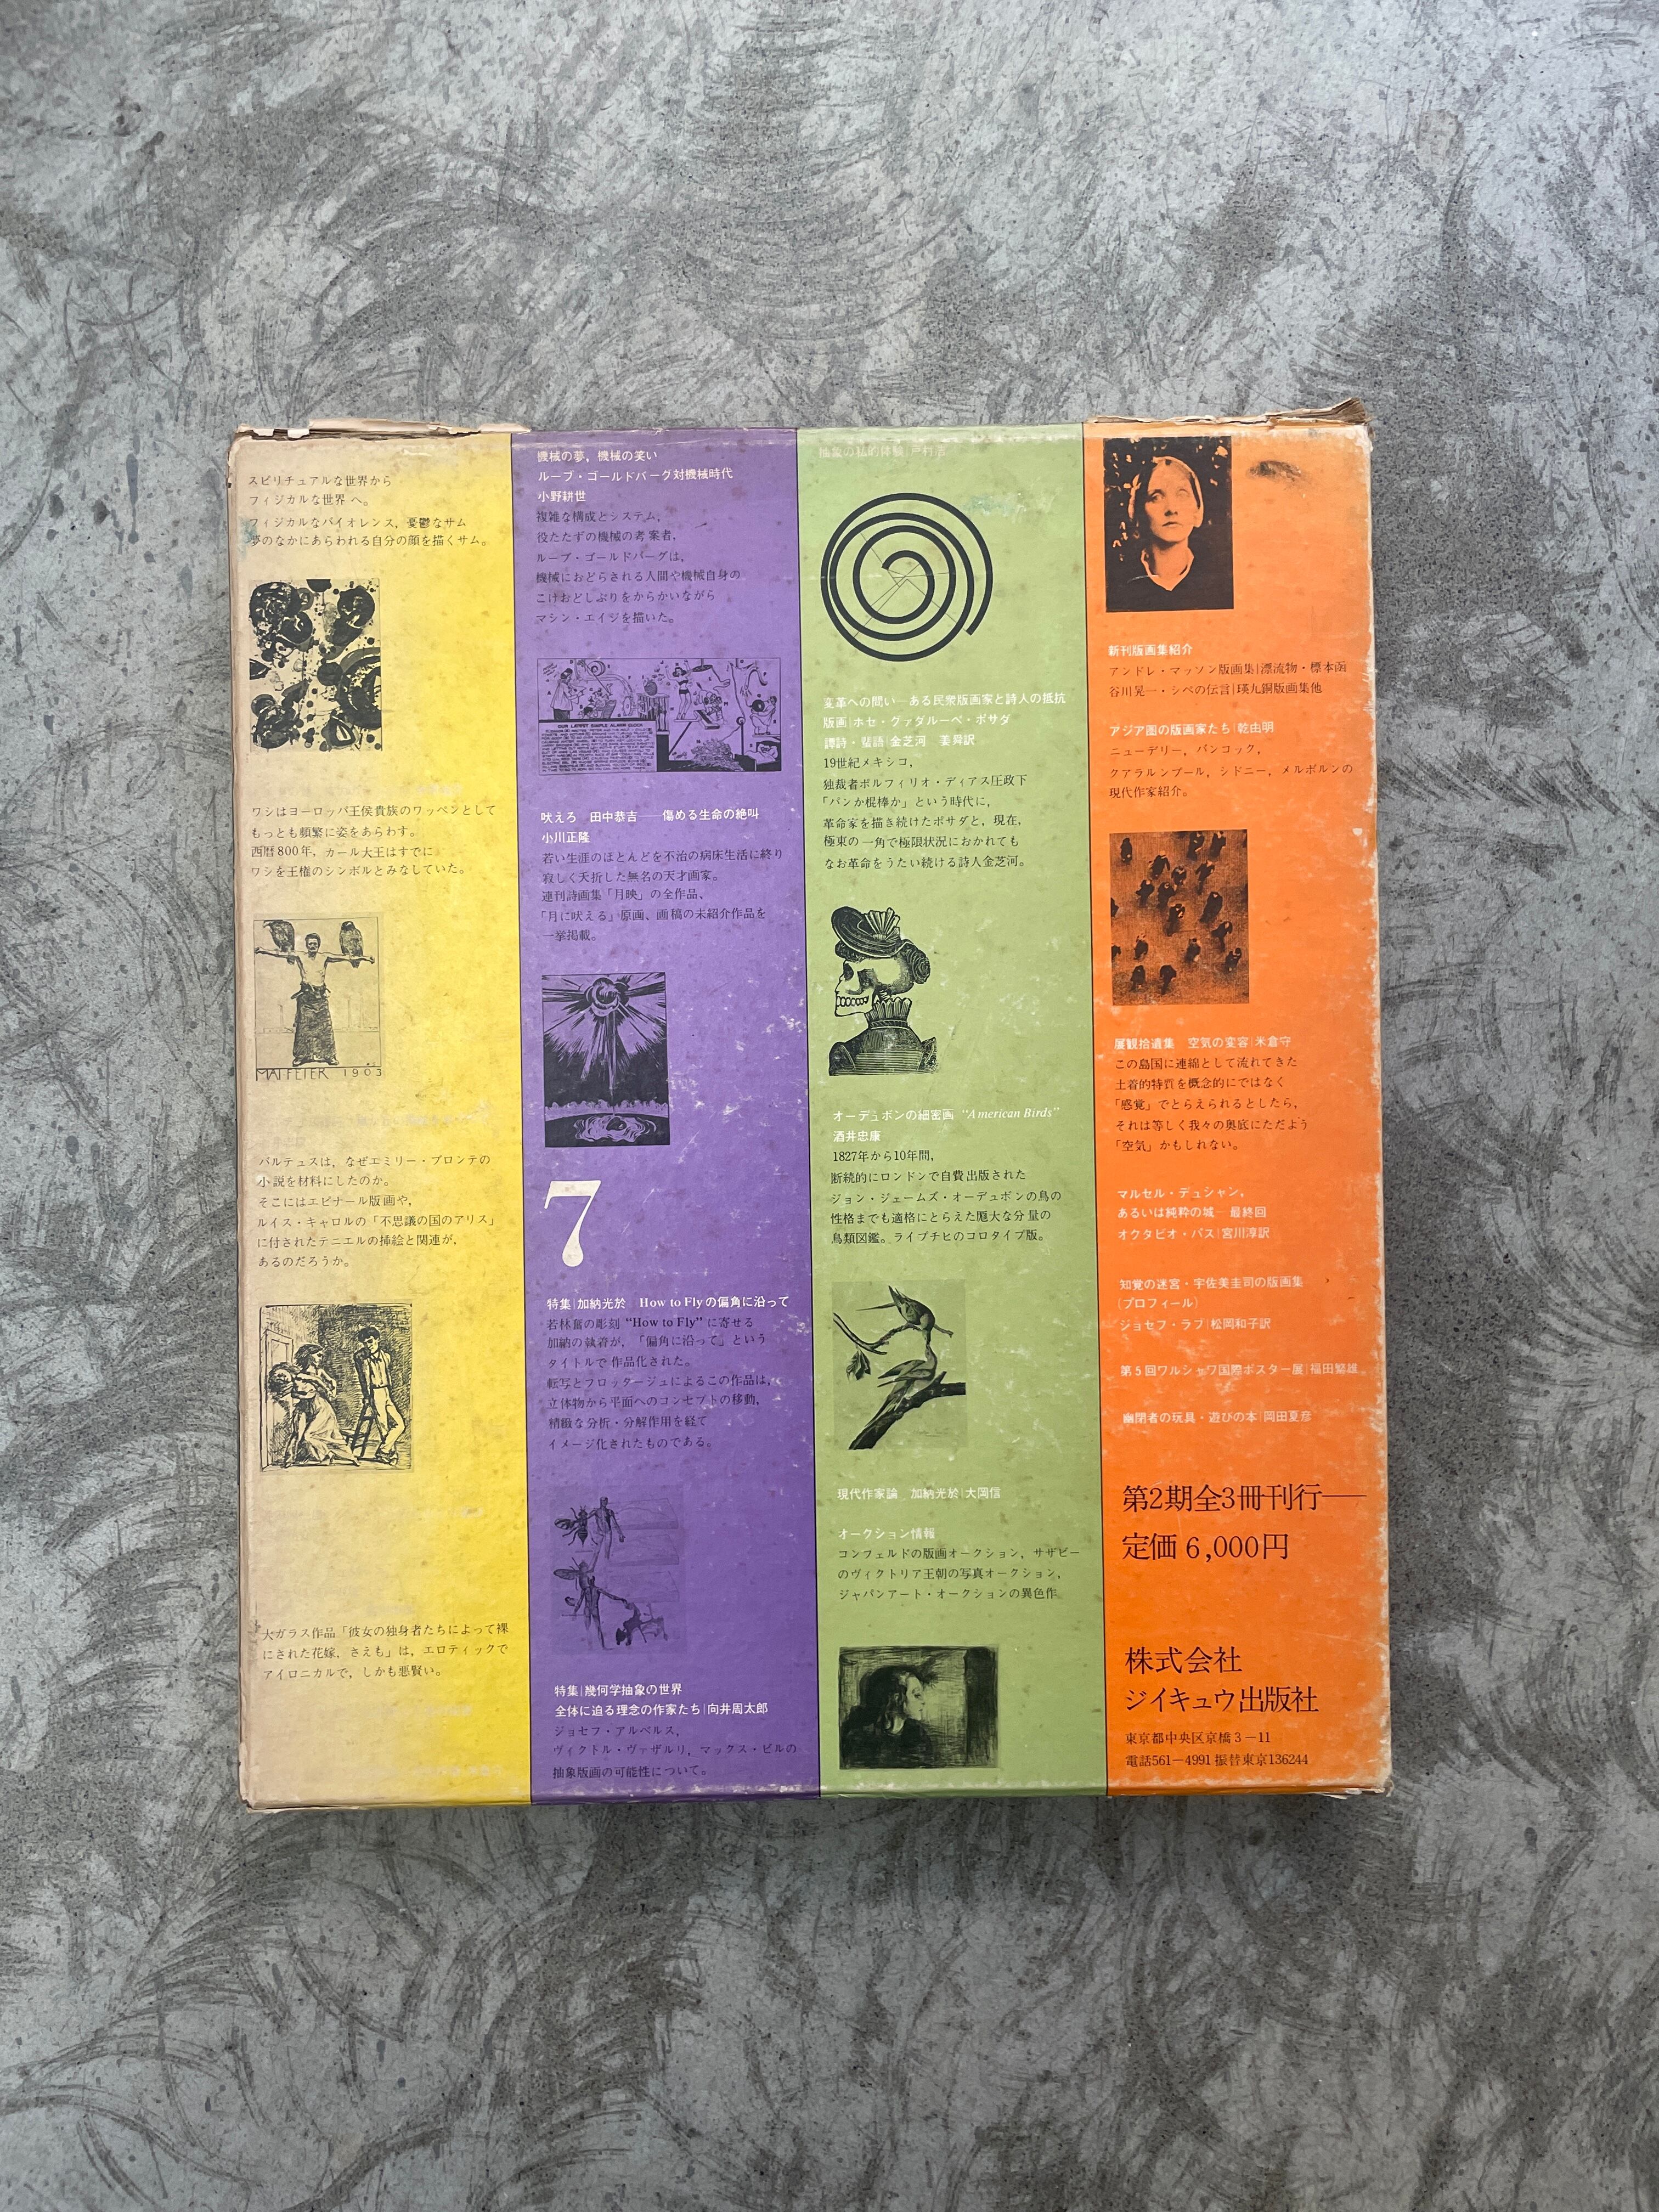 スピリチュアルな世界から
フィジカルな世界へ。
フィジカルなバイオレンス，憂鬱なサム
夢のなかにあらわれる自分の顔を描くサム。
ワシはヨーロッパ王侯貴族のワッペンとして
もっとも頻繁に姿をあらわす。
西暦800年，カール大王はすでに
ワシを王権のシンボルとみなしていた。
1903
バルテュスは，なぜエミリー・ブロンテの
小説を材料にしたのか。
そこにはエピナール版画や，
ルイス・キャロルの「不思議の国のアリス」
に付されたテニエルの挿絵と関連が，
あるのだろうか。
大ガラス作品「彼女の独身者たちによって裸
にされた花嫁，さえも」は，エロティックで
アイロニカルで，しかも悪賢い。
機械の夢，機械の笑い
ルーブ・ゴールドバーグ対機械時代
小野耕世
複雑な構成とシステム，
役たたずの機械の考案者，
ルーブ・ゴールドバーグは，
機械におどらされる人間や機械自身の
こけおどしぶりをからかいながら
マシン・エイジを描いた。
OUR LATEST SIMPLE ALARM CLOCK
吠えろ　田中恭吉——傷める生命の絶叫
小川正隆
若い生涯のほとんどを不治の病床生活に終り
寂しく夭折した無名の天才画家。
連刊詩画集「月映」の全作品、
「月に吠える」原画、画稿の未紹介作品を
一挙掲載。
7
特集|加納光於　How to Flyの偏角に沿って
若林奮の彫刻 “How to Fly” に寄せる
加納の執着が，「偏角に沿って」という
タイトルで作品化された。
転写とフロッタージュによるこの作品は，
立体物から平面へのコンセプトの移動，
精緻な分析・分解作用を経て
イメージ化されたものである。
特集|幾何学抽象の世界
全体に迫る理念の作家たち|向井周太郎
ジョセフ・アルベルス，
ヴィクトル・ヴァザルリ，マックス・ビルの
抽象版画の可能性について。
抽象の私的体験|戸村浩
変革への問い—ある民衆版画家と詩人の抵抗
版画|ホセ・グァダルーペ・ポサダ
譚詩・蜚語|金芝河　姜舜訳
19世紀メキシコ，
独裁者ポルフィリオ・ディアス圧政下
「パンか棍棒か」という時代に，
革命家を描き続けたポサダと，現在，
極東の一角で極限状況におかれても
なお革命をうたい続ける詩人金芝河。
オーデュボンの細密画 “American Birds”
酒井忠康
1827年から10年間，
断続的にロンドンで自費出版された
ジョン・ジェームズ・オーデュボンの鳥の
性格までも適格にとらえた厖大な分量の
鳥類図鑑。ライプチヒのコロタイプ版。
現代作家論　加納光於|大岡信
オークション情報
コンフェルドの版画オークション，サザビー
のヴィクトリア王朝の写真オークション，
ジャパンアート・オークションの異色作
新刊版画集紹介
アンドレ・マッソン版画集|漂流物・標本函
谷川晃一・シベの伝言|瑛九銅版画集他
アジア圏の版画家たち|乾由明
ニューデリー，バンコック，
クアラルンプール，シドニー，メルボルンの
現代作家紹介。
展観拾遺集　空気の変容|米倉守
この島国に連綿として流れてきた
土着的特質を概念的にではなく
「感覚」でとらえられるとしたら，
それは等しく我々の奥底にただよう
「空気」かもしれない。
マルセル・デュシャン，
あるいは純粋の城—最終回
オクタビオ・パス|宮川淳訳
知覚の迷宮・宇佐美圭司の版画集
（プロフィール）
ジョセフ・ラブ|松岡和子訳
第5回ワルシャワ国際ポスター展|福田繁雄
幽閉者の玩具・遊びの本|岡田夏彦
第2期全3冊刊行——
定価6,000円
株式会社
ジイキュウ出版社
東京都中央区京橋3－11
電話561－4991 振替東京136244